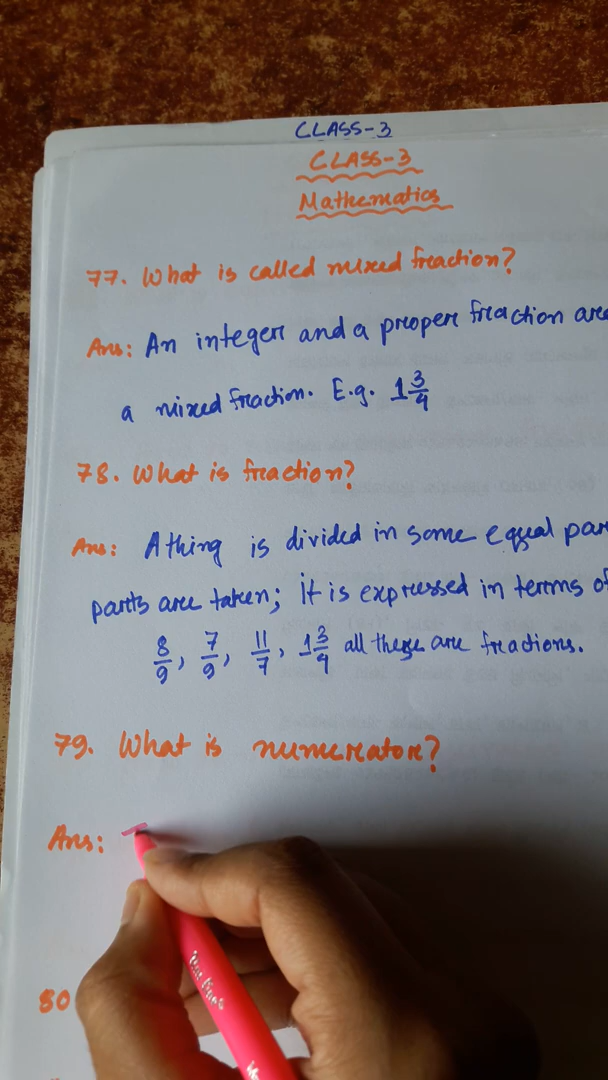 CLASS-3
CLASS-3
Mathematics
77. What is called mixed fraction?
Ans: An integer and a proper fraction are
a mixed fraction. E.g. 1 3/4
78. What is fraction?
Ans: A thing is divided in some equal par
parts are taken; it is expressed in terms of
8/9, 7/9, 11/7, 1 3/4 all these are fractions.
79. What is numerator?
Ans:
80